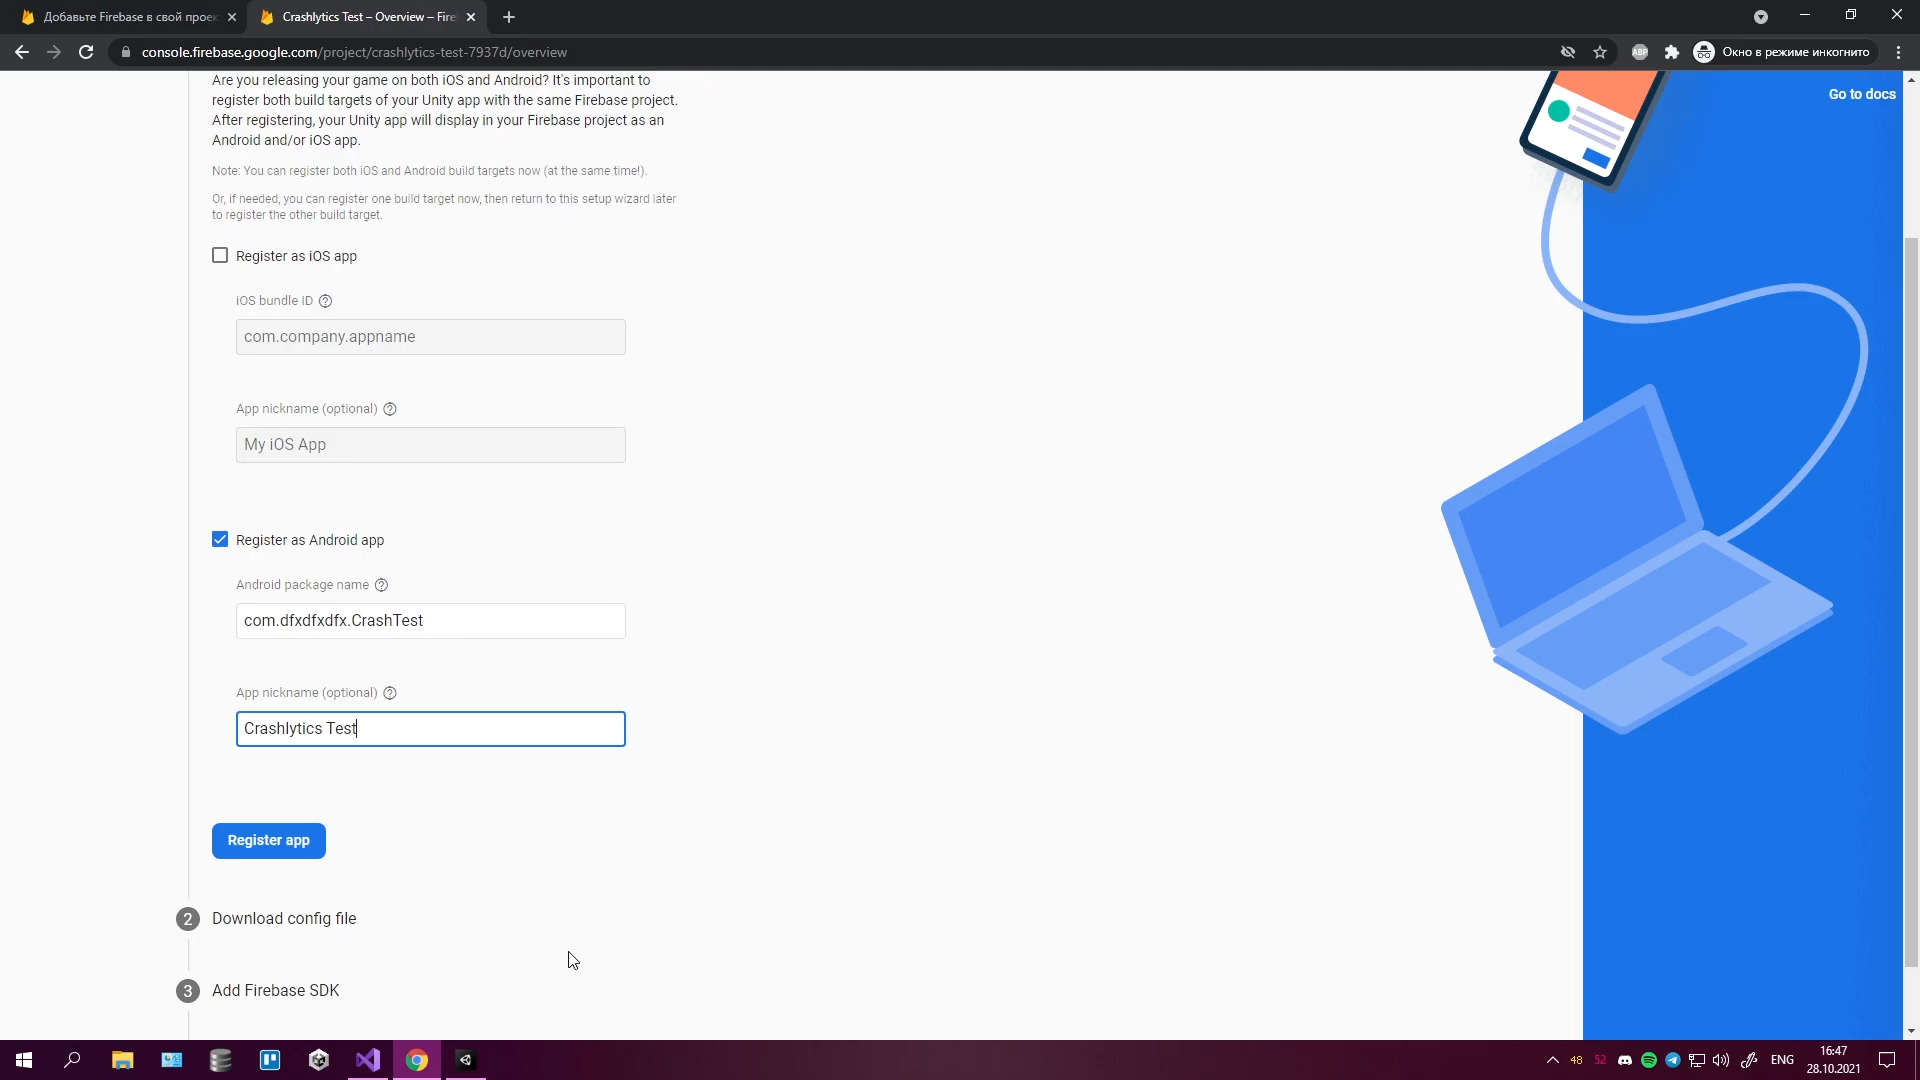 Добавьте Firebase в свой проек
Crashlytics Test – Overview – Fire
console.firebase.google.com/project/crashlytics-test-7937d/overview
ABP
Окно в режиме инкогнито
Are you releasing your game on both iOS and Android? It's important to
register both build targets of your Unity app with the same Firebase project.
After registering, your Unity app will display in your Firebase project as an
Android and/or iOS app.
Go to docs
Note: You can register both iOS and Android build targets now (at the same time!).
Or, if needed, you can register one build target now, then return to this setup wizard later
to register the other build target.
Register as iOS app
iOS bundle ID
com.company.appname
App nickname (optional)
My iOS App
Register as Android app
Android package name
com.dfxdfxdfx.CrashTest
App nickname (optional)
Crashlytics Test
Register app
2 Download config file
3 Add Firebase SDK
48 52 ENG
16:47
28.10.2021